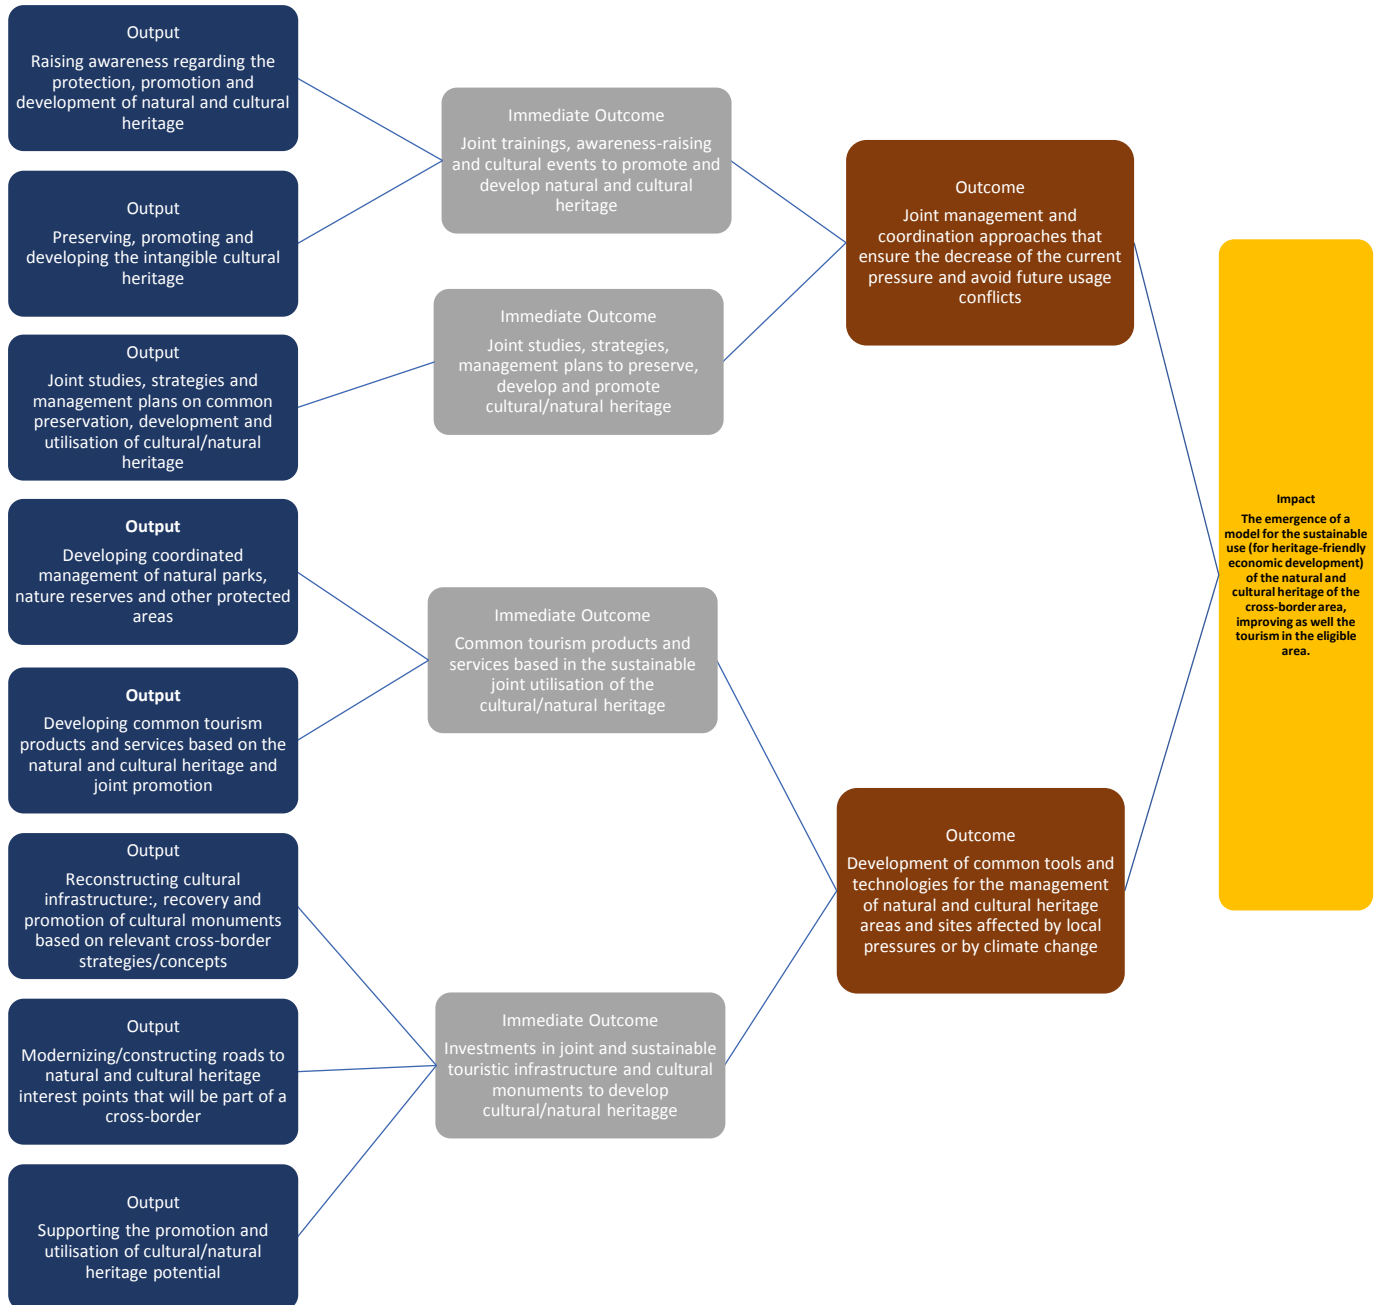 Output
Raising awareness regarding the
protection, promotion and
development of natural and cultural
heritage
Output
Preserving, promoting and
developing the intangible cultural
heritage
Output
Joint studies, strategies and
management plans on common
preservation, development and
utilisation of cultural/natural
heritage
Output
Developing coordinated
management of natural parks,
nature reserves and other protected
areas
Output
Developing common tourism
products and services based on the
natural and cultural heritage and
joint promotion
Output
Reconstructing cultural
infrastructure:, recovery and
promotion of cultural monuments
based on relevant cross-border
strategies/concepts
Output
Modernizing/constructing roads to
natural and cultural heritage
interest points that will be part of a
cross-border
Output
Supporting the promotion and
utilisation of cultural/natural
heritage potential
Immediate Outcome
Joint trainings, awareness-raising
and cultural events to promote and
develop natural and cultural
heritage
Immediate Outcome
Joint studies, strategies,
management plans to preserve,
develop and promote
cultural/natural heritage
Immediate Outcome
Common tourism products and
services based in the sustainable
joint utilisation of the
cultural/natural heritage
Immediate Outcome
Investments in joint and sustainable
touristic infrastructure and cultural
monuments to develop
cultural/natural heritagge
Outcome
Joint management and
coordination approaches that
ensure the decrease of the current
pressure and avoid future usage
conflicts
Outcome
Development of common tools and
technologies for the management
of natural and cultural heritage
areas and sites affected by local
pressures or by climate change
Impact
The emergence of a
model for the sustainable
use (for heritage-friendly
economic development)
of the natural and
cultural heritage of the
cross-border area,
improving as well the
tourism in the eligible
area.